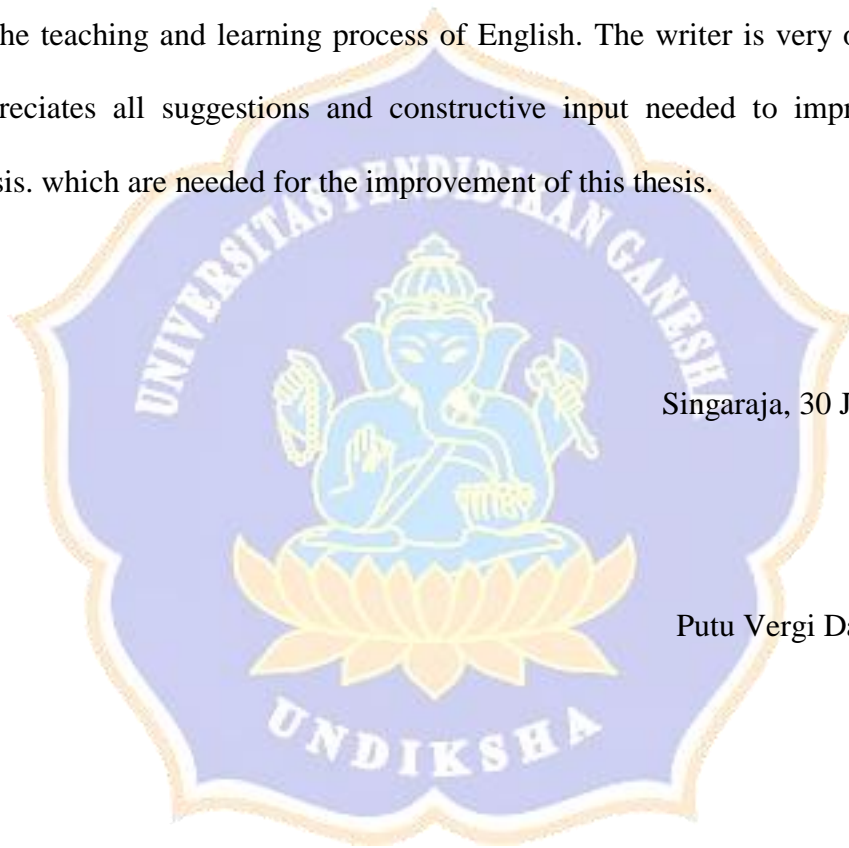 he teaching and learning process of English. The writer is very o
reciates all suggestions and constructive input needed to impr
sis. which are needed for the improvement of this thesis.
UNIVERSITAS PENDIDIKAN GANESHA
Singaraja, 30 J
Putu Vergi Da
UNDIKSHA